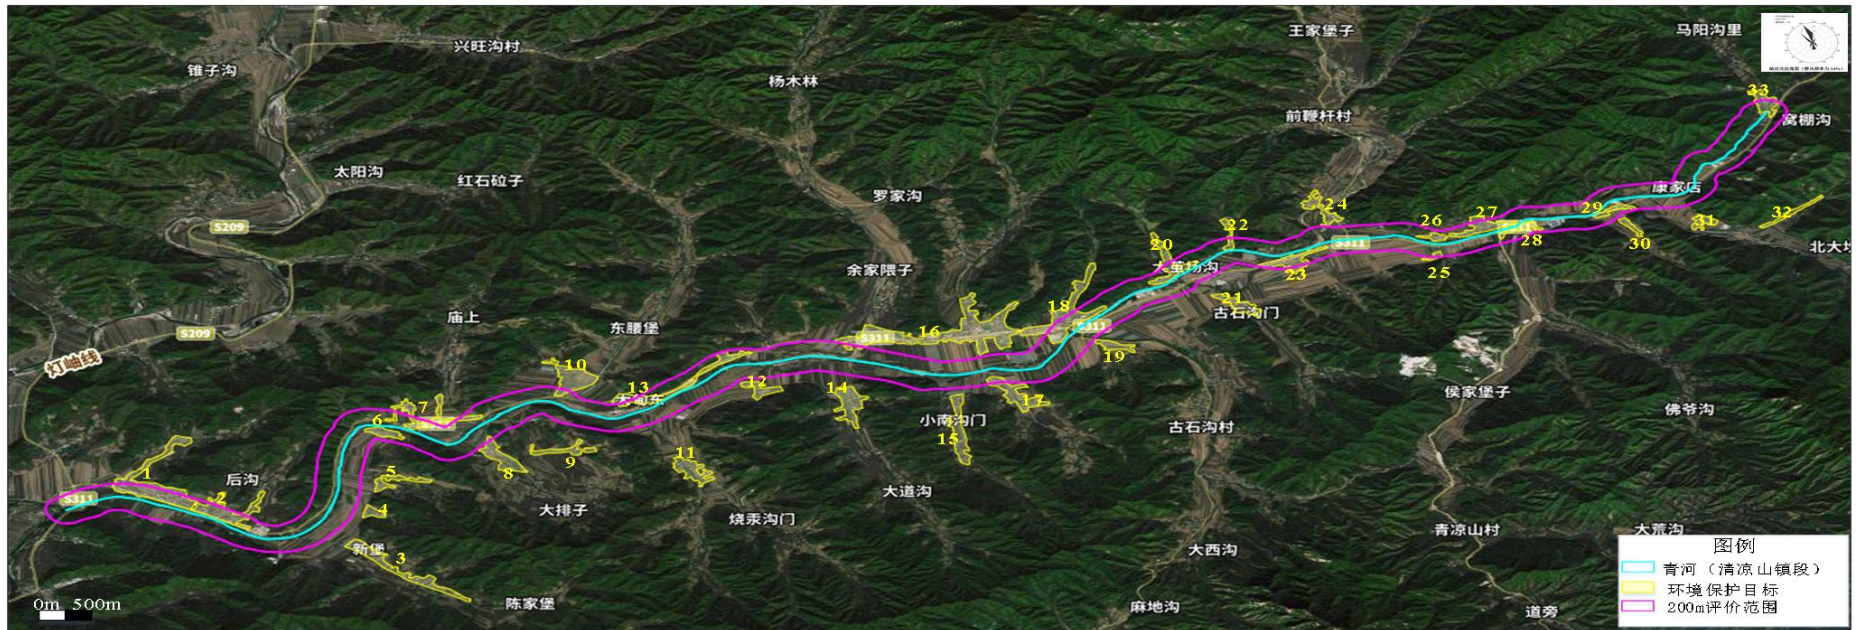 马阳沟里
王家堡子
兴旺沟村
锥子沟
杨木林
33
前鞭杆村
窝棚沟
太阳沟
红石砬子
罗家沟
康家店
24
26
27
29
32
31
S209
22
20
S311
28
30
北大
大茧场沟
23
25
余家隈子
21
古石沟门
18
庙上
东腰堡
S311
16
S311
S209
灯岫线
19
10
13
12
14
17
侯家堡子
大甸东
7
6
小南沟门
15
古石沟村
佛爷沟
1
后沟
5
8
9
11
S311
2
大道沟
4
大排子
烧汞沟门
青凉山村
大荒沟
新堡
3
大西沟
陈家堡
麻地沟
道旁
0m 500m
图例
青河（清凉山镇段）
环境保护目标
200m评价范围